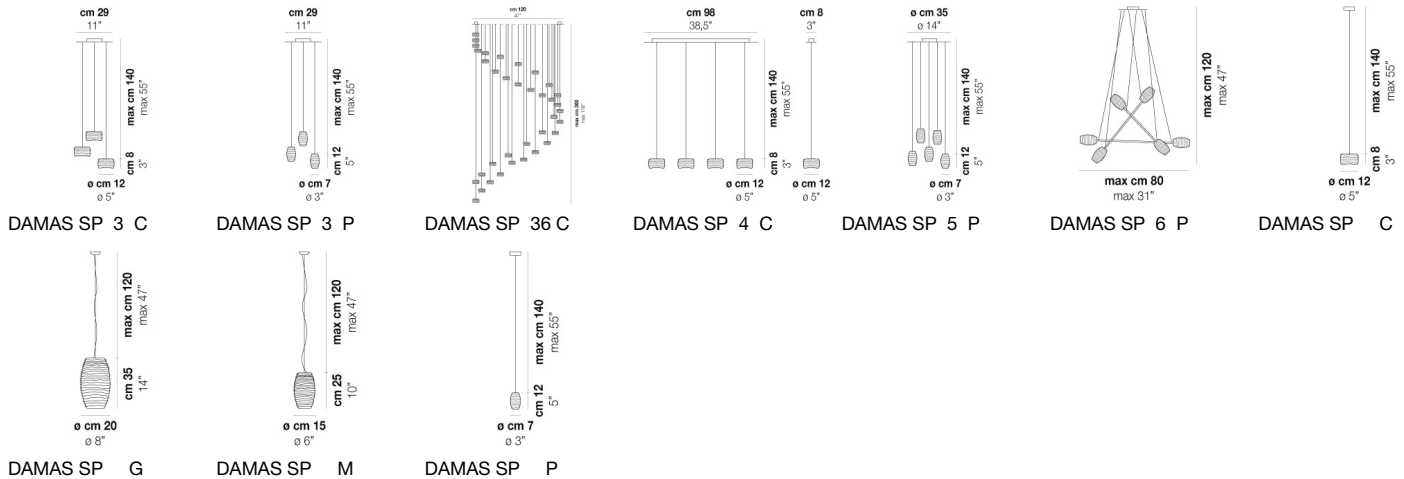 cm 29
11"
max cm 140
max 55"
cm 8
3"
ø cm 12
ø 5"
DAMAS SP 3 C
cm 29
11"
max cm 140
max 55"
cm 12
5"
ø cm 7
ø 3"
DAMAS SP 3 P
cm 120
47"
max cm 300
max 118"
DAMAS SP 36 C
cm 98
38,5"
cm 8
3"
max cm 140
max 55"
cm 8
3"
ø cm 12
ø 5"
ø cm 12
ø 5"
DAMAS SP 4 C
ø cm 35
ø 14"
max cm 140
max 55"
cm 12
5"
ø cm 7
ø 3"
DAMAS SP 5 P
max cm 120
max 47"
max cm 80
max 31"
DAMAS SP 6 P
max cm 140
max 55"
cm 8
3"
ø cm 12
ø 5"
DAMAS SP C
max cm 120
max 47"
cm 35
14"
ø cm 20
ø 8"
DAMAS SP G
max cm 120
max 47"
cm 25
10"
ø cm 15
ø 6"
DAMAS SP M
max cm 140
max 55"
cm 12
5"
ø cm 7
ø 3"
DAMAS SP P